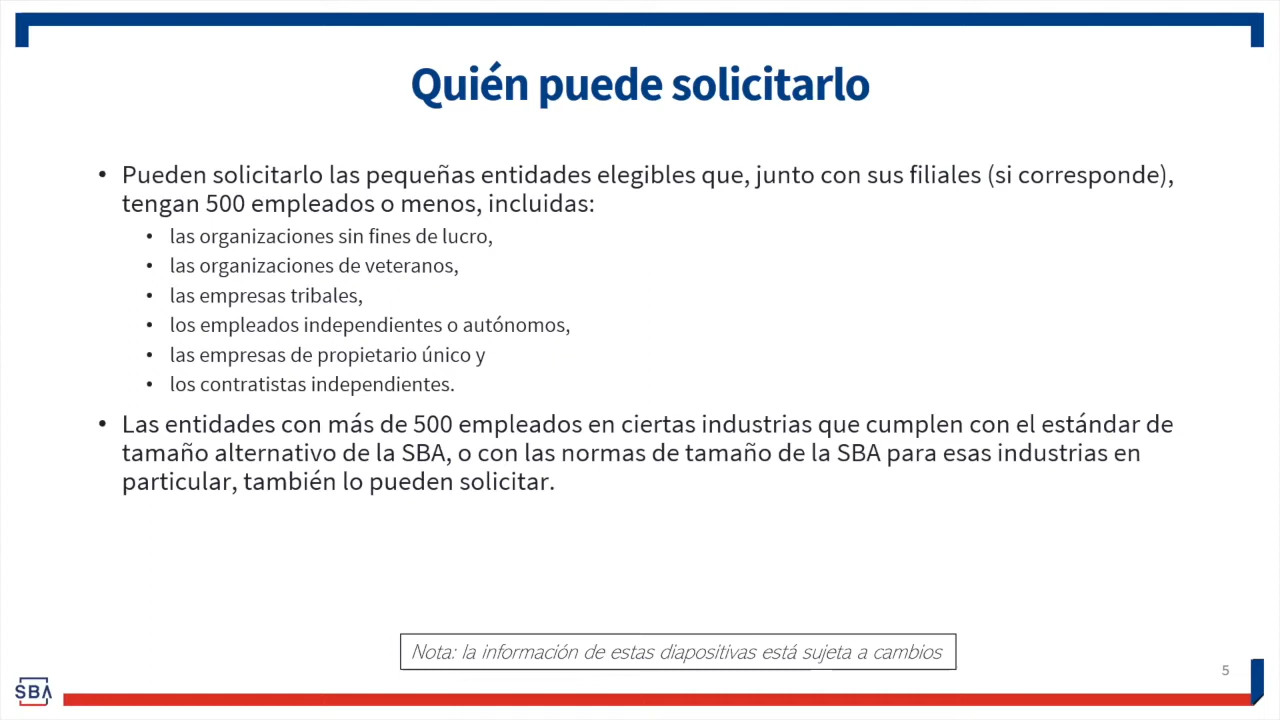 Quién puede solicitarlo
• Pueden solicitarlo las pequeñas entidades elegibles que, junto con sus filiales (si corresponde),
tengan 500 empleados o menos, incluidas:
• las organizaciones sin fines de lucro,
• las organizaciones de veteranos,
• las empresas tribales,
• los empleados independientes o autónomos,
• las empresas de propietario único y
• los contratistas independientes.
• Las entidades con más de 500 empleados en ciertas industrias que cumplen con el estándar de
tamaño alternativo de la SBA, o con las normas de tamaño de la SBA para esas industrias en
particular, también lo pueden solicitar.
Nota: la información de estas diapositivas está sujeta a cambios
5
SBA